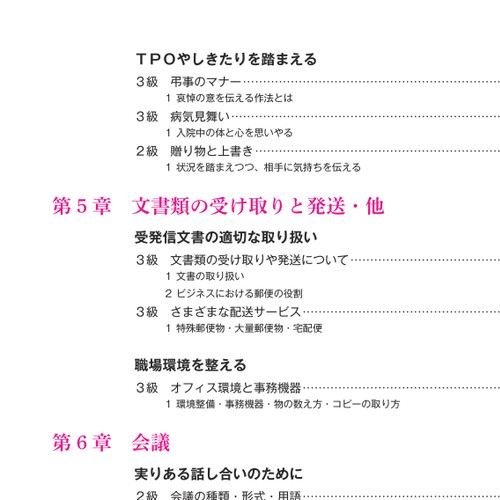 ＴＰＯやしきたりを踏まえる
３級　弔事のマナー
1 哀悼の意を伝える作法とは
３級　病気見舞い
1 入院中の体と心を思いやる
２級　贈り物と上書き
1 状況を踏まえつつ、相手に気持ちを伝える
第５章　文書類の受け取りと発送・他
受発信文書の適切な取り扱い
３級　文書類の受け取りや発送について
1 文書の取り扱い
2 ビジネスにおける郵便の役割
３級　さまざまな配送サービス
1 特殊郵便物・大量郵便物・宅配便
職場環境を整える
３級　オフィス環境と事務機器
1 環境整備・事務機器・物の数え方・コピーの取り方
第６章　会議
実りある話し合いのために
２級　会議の種類・形式・用語